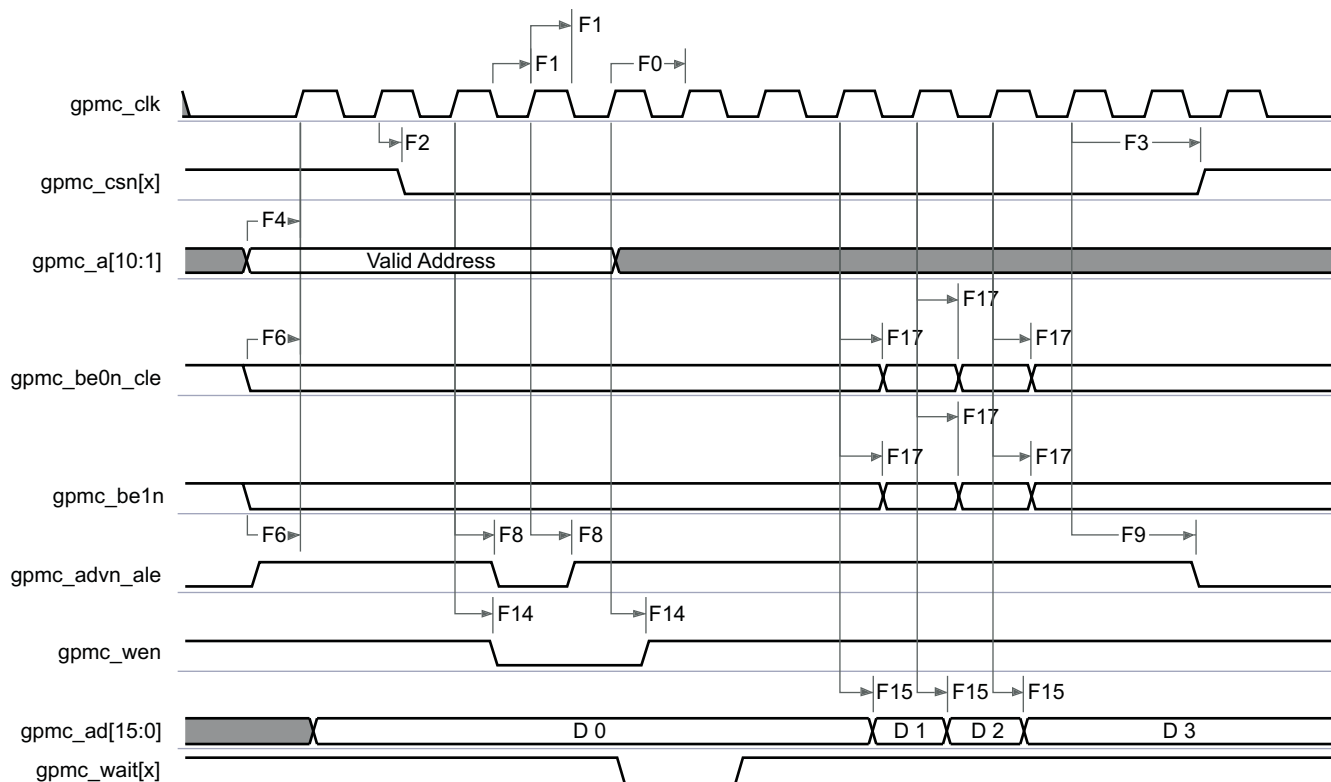 F1
F1 F0
gpmc_clk
F2 F3
gpmc_csn[x]
F4
gpmc_a[10:1] Valid Address
F17
F6 F17 F17
gpmc_be0n_cle
F17
F17 F17
gpmc_be1n
F6 F8 F8 F9
gpmc_advn_ale
F14 F14
gpmc_wen
F15 F15 F15
gpmc_ad[15:0] D 0 D 1 D 2 D 3
gpmc_wait[x]